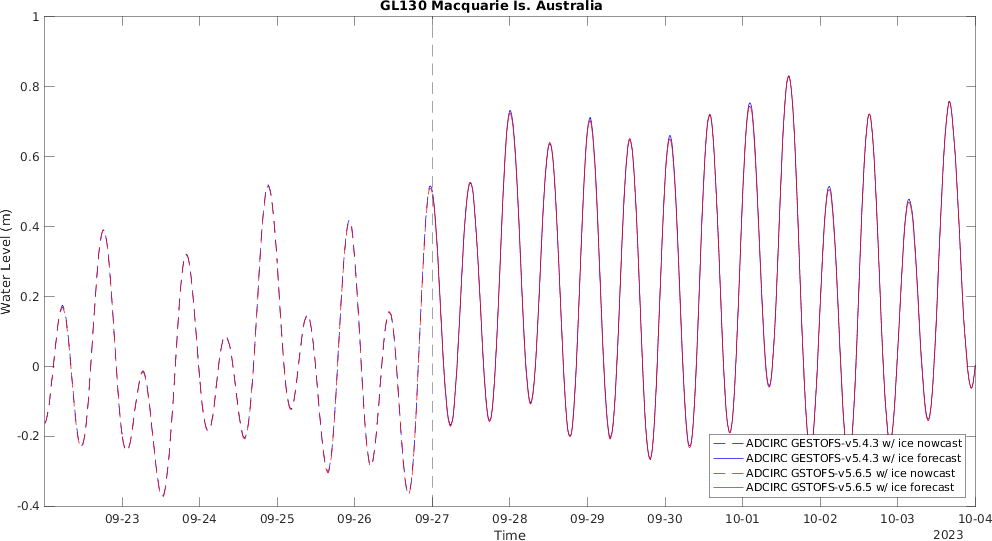 GL130 Macquarie Is. Australia
Water Level (m)
1
0.8
0.6
0.4
0.2
0
-0.2
-0.4
ADCIRC GESTOFS-v5.4.3 w/ ice nowcast
ADCIRC GESTOFS-v5.4.3 w/ ice forecast
ADCIRC GSTOFS-v5.6.5 w/ ice nowcast
ADCIRC GSTOFS-v5.6.5 w/ ice forecast
09-23 09-24 09-25 09-26 09-27 09-28 09-29 09-30 10-01 10-02 10-03 10-04
Time
2023